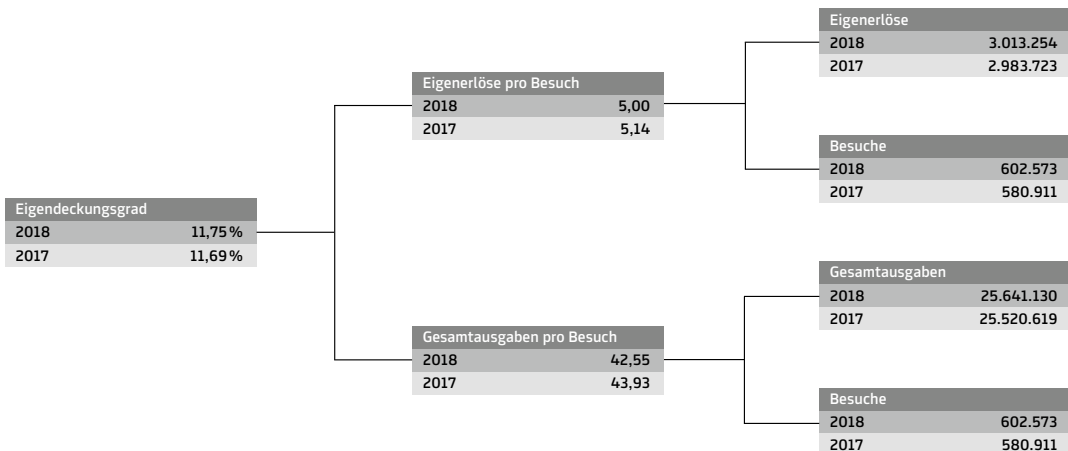 Eigendeckungsgrad
2018 11,75 %
2017 11,69 %
Eigenerlöse pro Besuch
2018 5,00
2017 5,14
Gesamtausgaben pro Besuch
2018 42,55
2017 43,93
Eigenerlöse
2018 3.013.254
2017 2.983.723
Besuche
2018 602.573
2017 580.911
Gesamtausgaben
2018 25.641.130
2017 25.520.619
Besuche
2018 602.573
2017 580.911